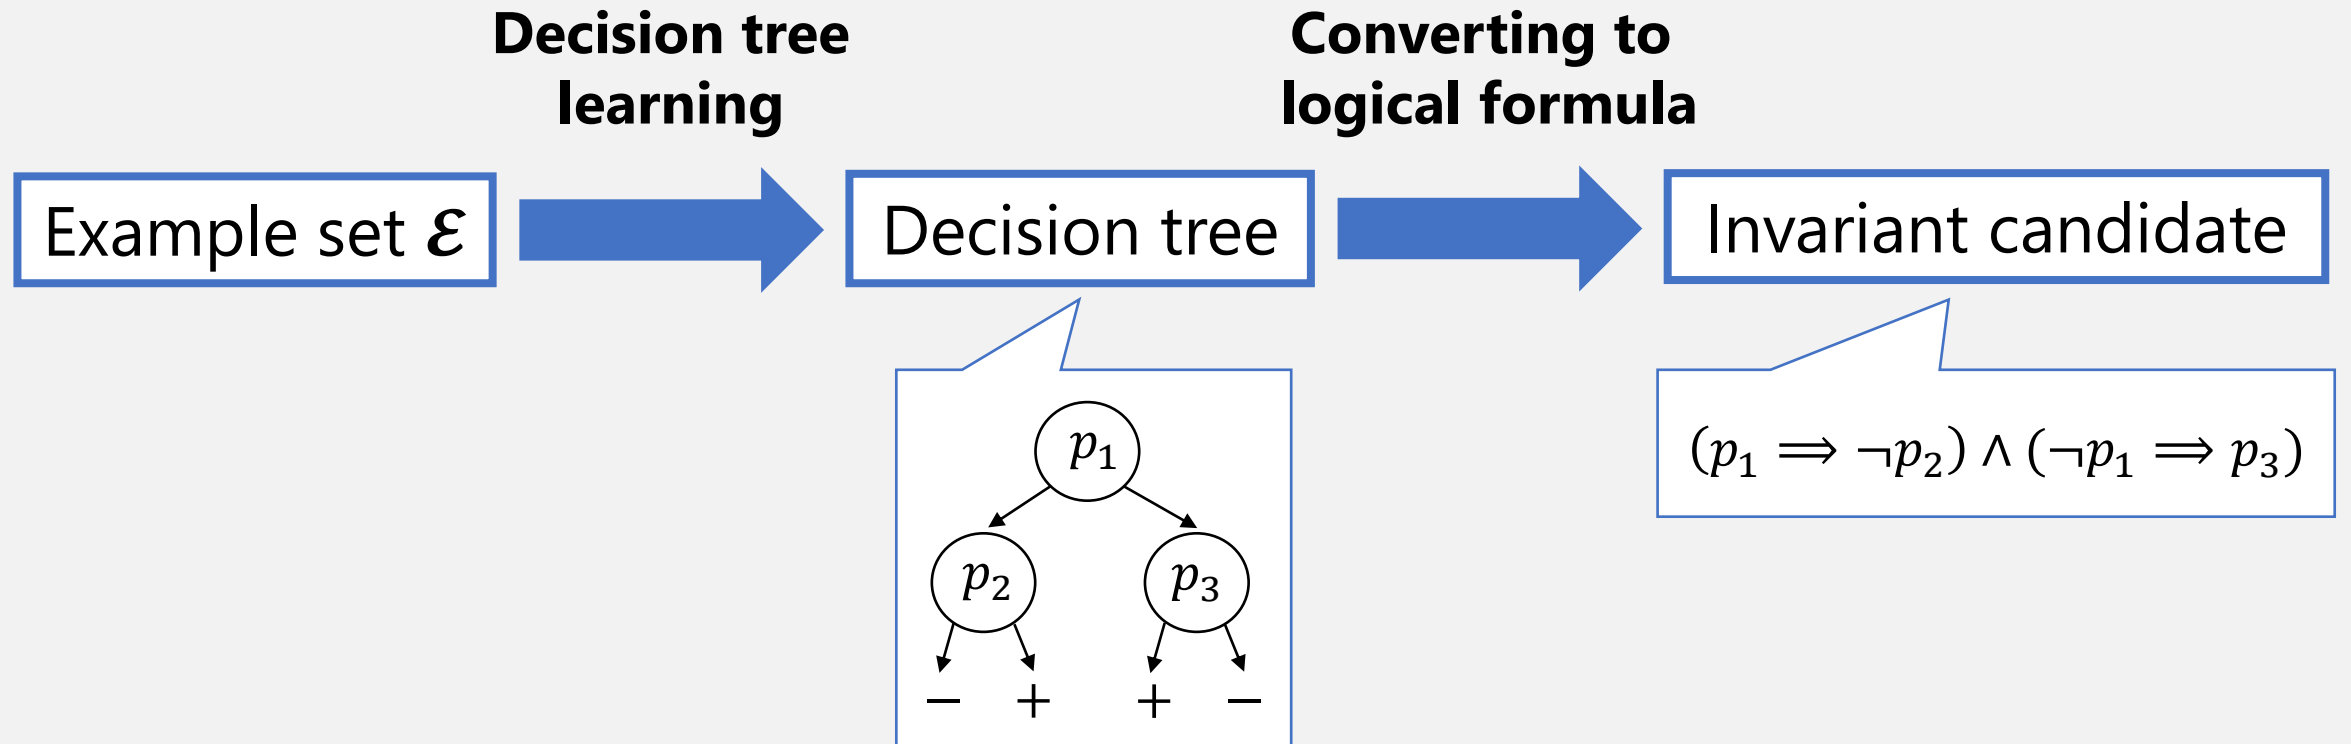 Decision tree
learning
Converting to
logical formula
Example set 𝓔
Decision tree
Invariant candidate
p₁
p₂
p₃
− + + −
(p₁ ⟹ ¬p₂) ∧ (¬p₁ ⟹ p₃)